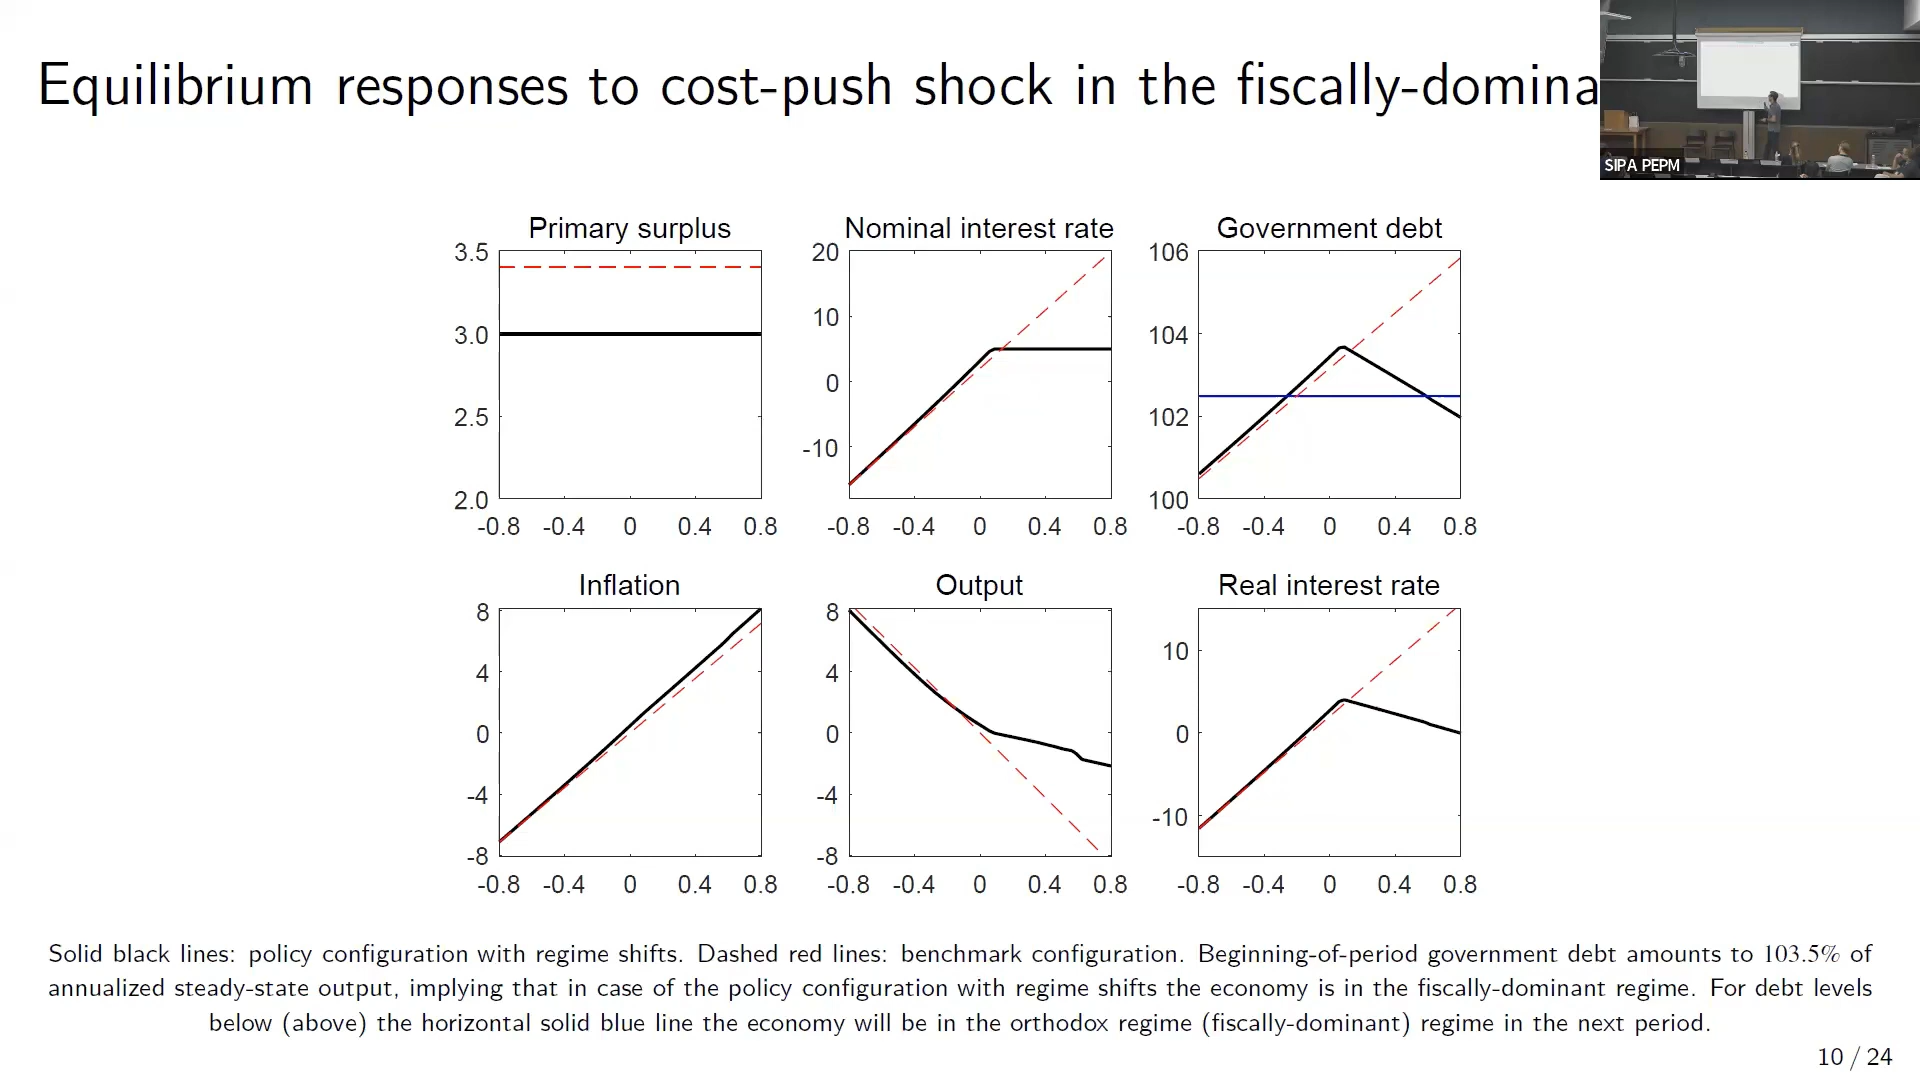 Equilibrium responses to cost-push shock in the fiscally-domina
SIPA PEPM
Primary surplus
3.5
3.0
2.5
2.0
-0.8 -0.4 0 0.4 0.8
Nominal interest rate
20
10
0
-10
-0.8 -0.4 0 0.4 0.8
Government debt
106
104
102
100
-0.8 -0.4 0 0.4 0.8
Inflation
8
4
0
-4
-8
-0.8 -0.4 0 0.4 0.8
Output
8
4
0
-4
-8
-0.8 -0.4 0 0.4 0.8
Real interest rate
10
0
-10
-0.8 -0.4 0 0.4 0.8
Solid black lines: policy configuration with regime shifts. Dashed red lines: benchmark configuration. Beginning-of-period government debt amounts to 103.5% of
annualized steady-state output, implying that in case of the policy configuration with regime shifts the economy is in the fiscally-dominant regime. For debt levels
below (above) the horizontal solid blue line the economy will be in the orthodox regime (fiscally-dominant) regime in the next period.
10 / 24